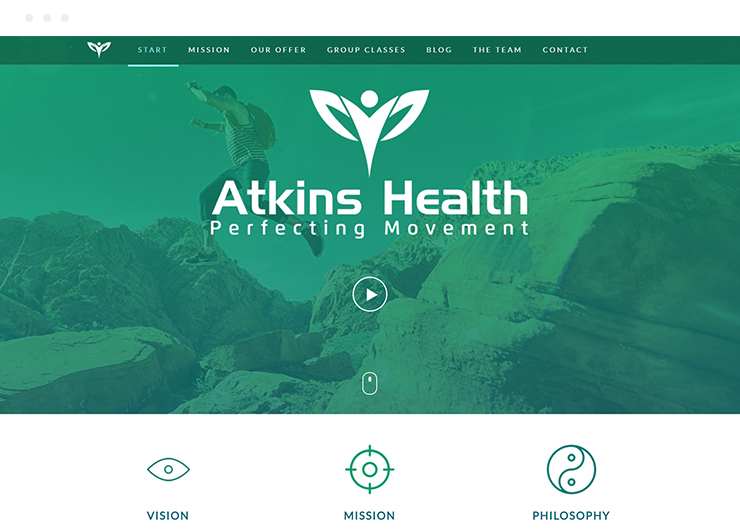 START MISSION OUR OFFER GROUP CLASSES BLOG THE TEAM CONTACT
Atkins Health
Perfecting Movement
VISION MISSION PHILOSOPHY